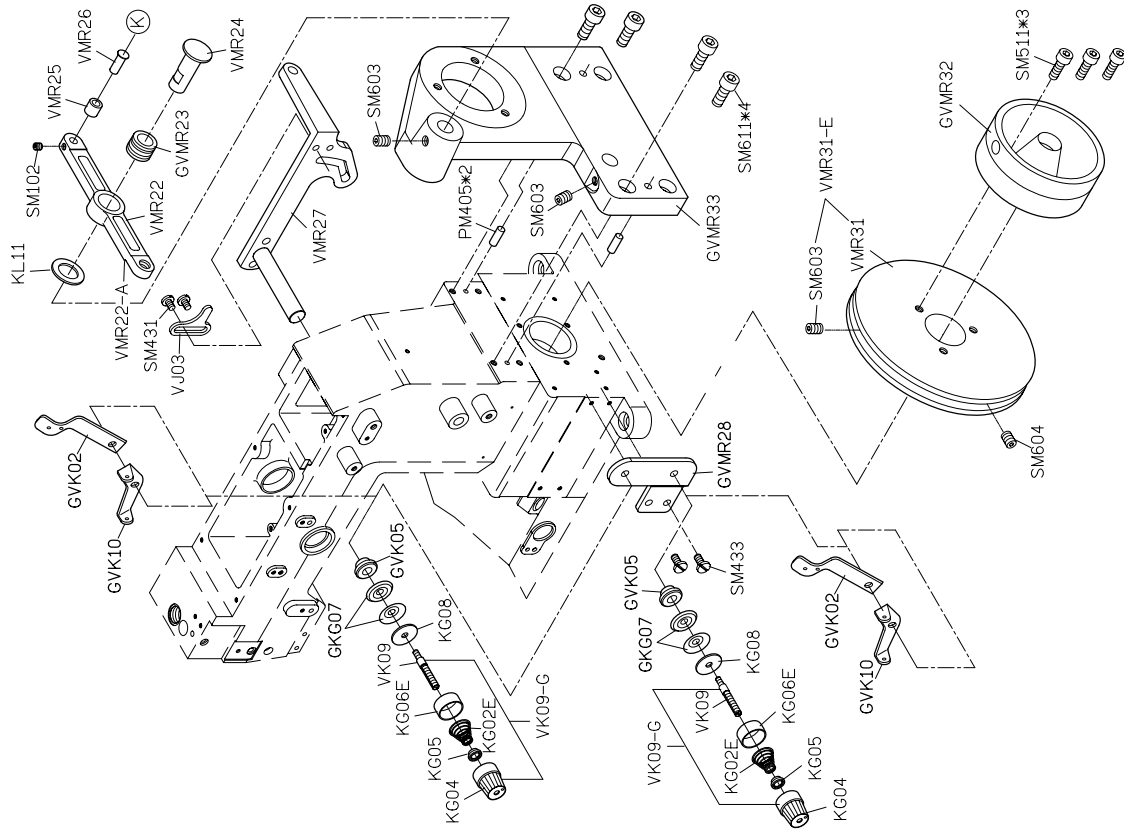 VMR26
K
VMR24
VMR25
SM102
GVMR23
VMR22
KL11
VMR22-A
SM431
VJ03
VMR27
SM603
SM611*4
PM405*2
SM603
GVMR33
SM511*3
GVMR32
VMR31-E
SM603
VMR31
SM604
GVK02
GVK10
GVK05
GKG07
KG08
VK09
KG06E
VK09-G
KG02E
KG05
KG04
GVMR28
SM433
GVK05
GKG07
KG08
VK09
KG06E
VK09-G
KG02E
KG05
KG04
GVK02
GVK10